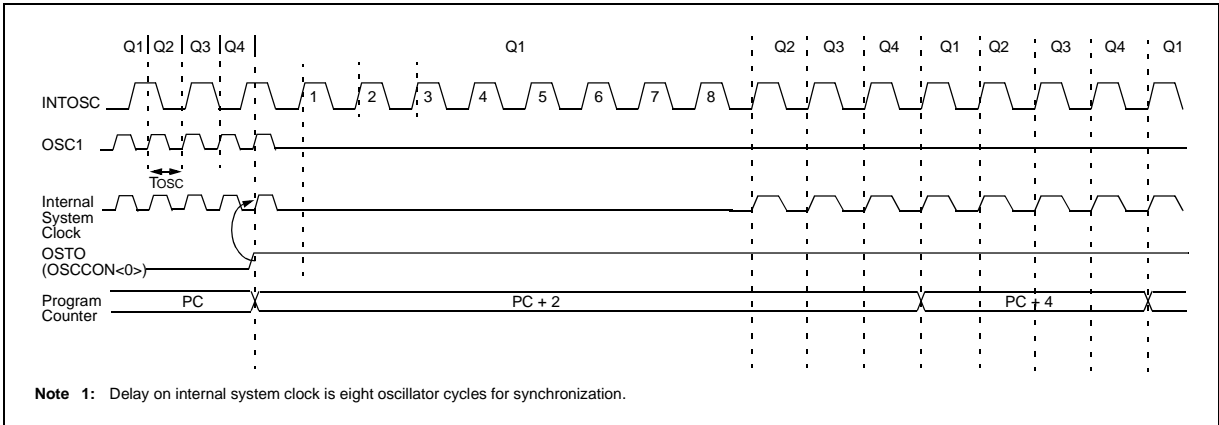 Q1 Q2 Q3 Q4 Q1 Q2 Q3 Q4 Q1 Q2 Q3 Q4 Q1
INTOSC 1 2 3 4 5 6 7 8
OSC1
TOSC
Internal
System
Clock
OSTO
(OSCCON<0>)
Program
Counter
PC PC + 2 PC + 4
Note 1: Delay on internal system clock is eight oscillator cycles for synchronization.